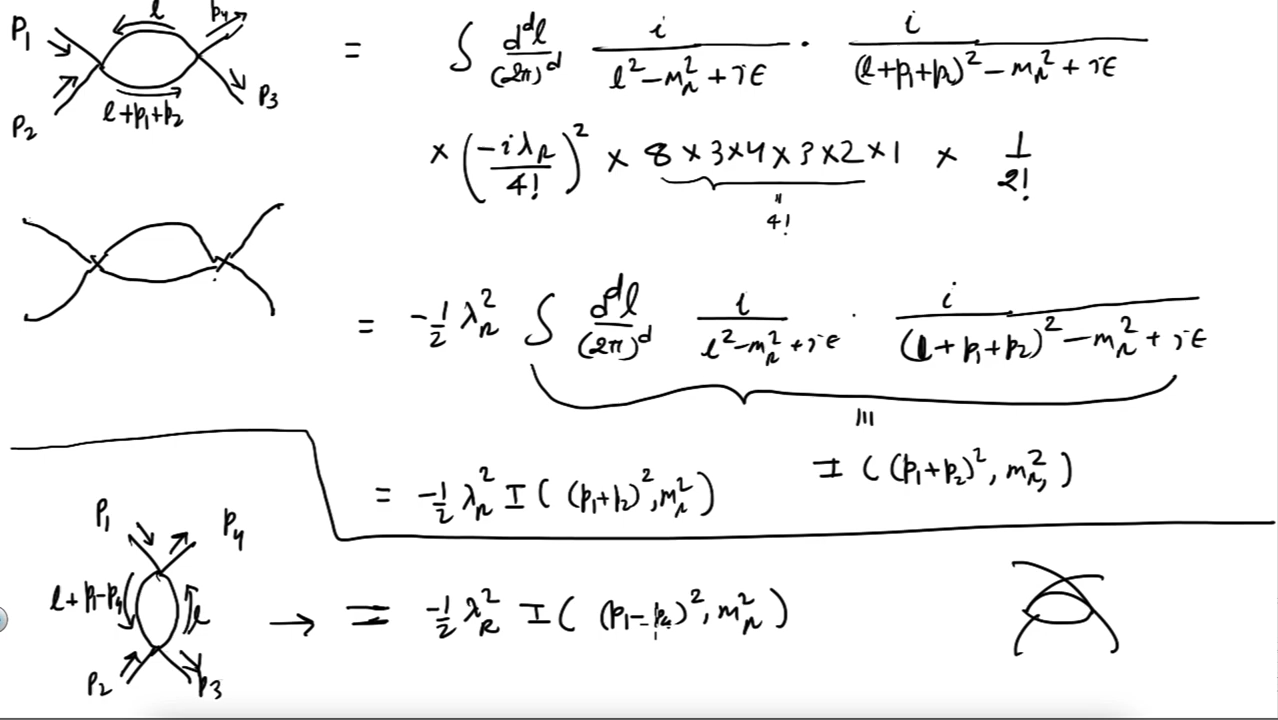 P₁ P₂ l l+p₁+p₂ p₄ p₃ = ∫ dᵈl/(2π)ᵈ i/(l²−m_R²+iϵ) · i/((l+p₁+p₂)²−m_R²+iϵ)
× (−iλ_R/4!)² × 8×3×4×3×2×1 × 1/2!
4!
= −½ λ_R² ∫ dᵈl/(2π)ᵈ i/(l²−m_R²+iϵ) · i/((l+p₁+p₂)²−m_R²+iϵ)
≡
I((p₁+p₂)², m_R²)
= −½ λ_R² I((p₁+p₂)², m_R²)
P₁ P₄
l+p₁−p₄ l → = −½ λ_R² I((p₁−p₄)², m_R²)
P₂ P₃